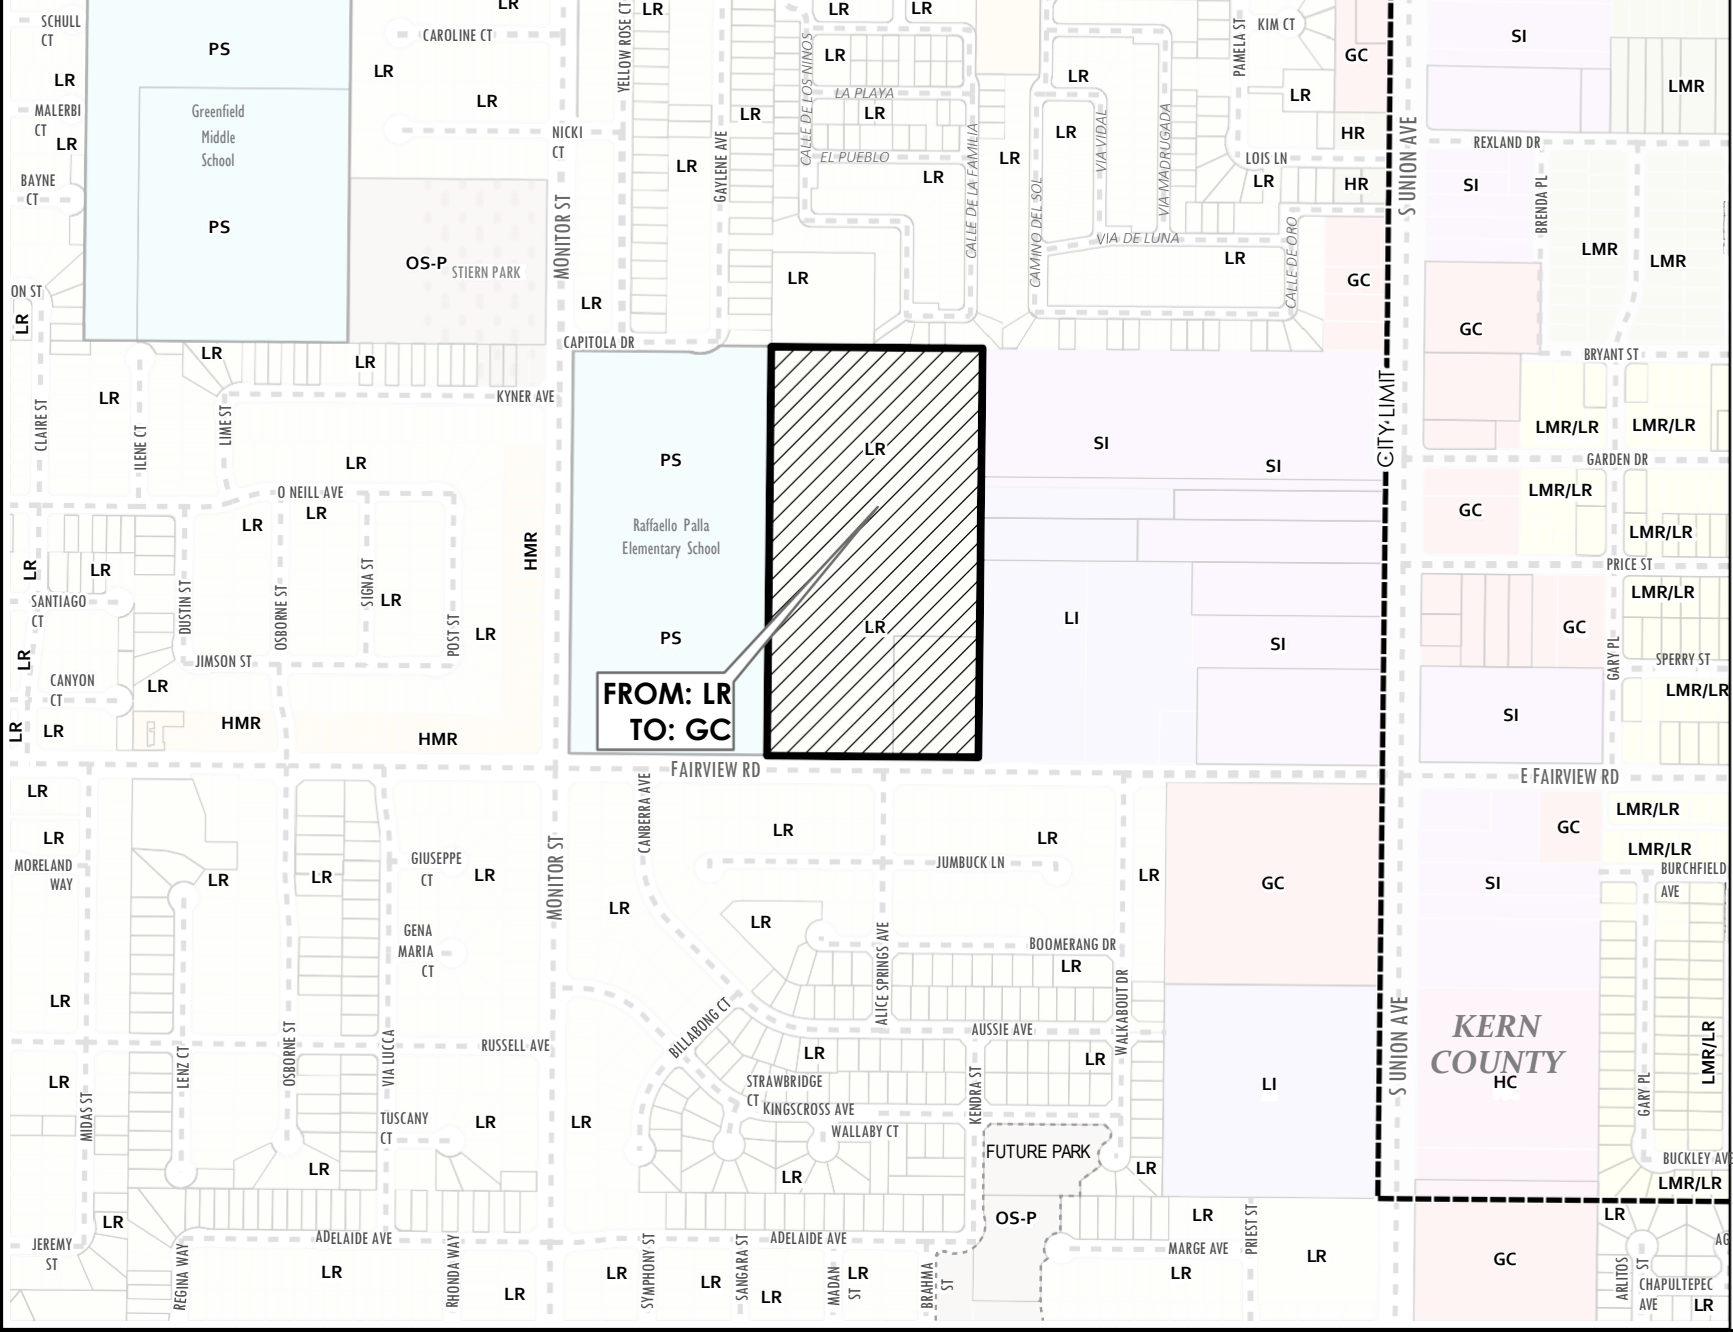 SCHULL
CT
LR
PS
LR
CAROLINE CT
LR
LR
MALERBI
CT
LR
Greenfield
Middle
School
PS
BAYNE
CT
NICKI
CT
OS-P
STIERN PARK
MONITOR ST
YELLOW ROSE CT
LR
LR
GAYLENE AVE
LR
LR
CALLE DE LOS NINOS
LR
LR
LR
LA PLAYA
LR
EL PUEBLO
LR
CALLE DE LA FAMILIA
LR
LR
CAMINO DEL SOL
LR
LR
VIA VIDAL
VIA MADRUGADA
VIA DE LUNA
LR
CALLE DE ORO
PAMELA ST
KIM CT
LR
LOIS LN
LR
GC
HR
HR
GC
S UNION AVE
SI
LMR
REXLAND DR
SI
BRENDA PL
LMR
LMR
GC
BRYANT ST
ON ST
LR
LR
LR
CAPITOLA DR
KYNER AVE
CLAIRE ST
LR
ILENE CT
LIME ST
LR
O NEILL AVE
LR
LR
HMR
PS
Raffaello Palla
Elementary School
PS
LR
LR
FROM: LR
TO: GC
SI
SI
LI
SI
CITY LIMIT
LMR/LR
LMR/LR
GARDEN DR
GC
LMR/LR
LMR/LR
PRICE ST
LMR/LR
GC
GARY PL
SPERRY ST
LMR/LR
SI
LR
LR
SANTIAGO
CT
DUSTIN ST
OSBORNE ST
SIGNA ST
LR
POST ST
LR
LR
JIMSON ST
CANYON
CT
LR
LR
LR
HMR
HMR
FAIRVIEW RD
E FAIRVIEW RD
LR
LR
MORELAND
WAY
LR
LR
GIUSEPPE
CT
LR
MONITOR ST
CANBERRA AVE
LR
LR
JUMBUCK LN
LR
LR
LR
GC
GC
SI
LMR/LR
LMR/LR
BURCHFIELD
AVE
GENA
MARIA
CT
ALICE SPRINGS AVE
BOOMERANG DR
LR
WALKABOUT DR
LR
BILLABONG CT
AUSSIE AVE
LR
LR
S UNION AVE
KERN
COUNTY
HC
LMR/LR
LR
MIDAS ST
LENZ CT
OSBORNE ST
VIA LUCCA
RUSSELL AVE
STRAWBRIDGE
CT
KINGSCROSS AVE
KENDRA ST
WALLABY CT
LI
GARY PL
TUSCANY
CT
LR
LR
LR
LR
FUTURE PARK
LR
BUCKLEY AVE
LMR/LR
LR
JEREMY
ST
REGINA WAY
ADELAIDE AVE
LR
RHONDA WAY
LR
SYMPHONY ST
LR
LR
SANGARA ST
ADELAIDE AVE
LR
MADAN
ST
LR
BRAHMA
ST
OS-P
LR
MARGE AVE
LR
PRIEST ST
LR
GC
LR
ARLITOS
ST
CHAPULTEPEC
AVE
LR
AG